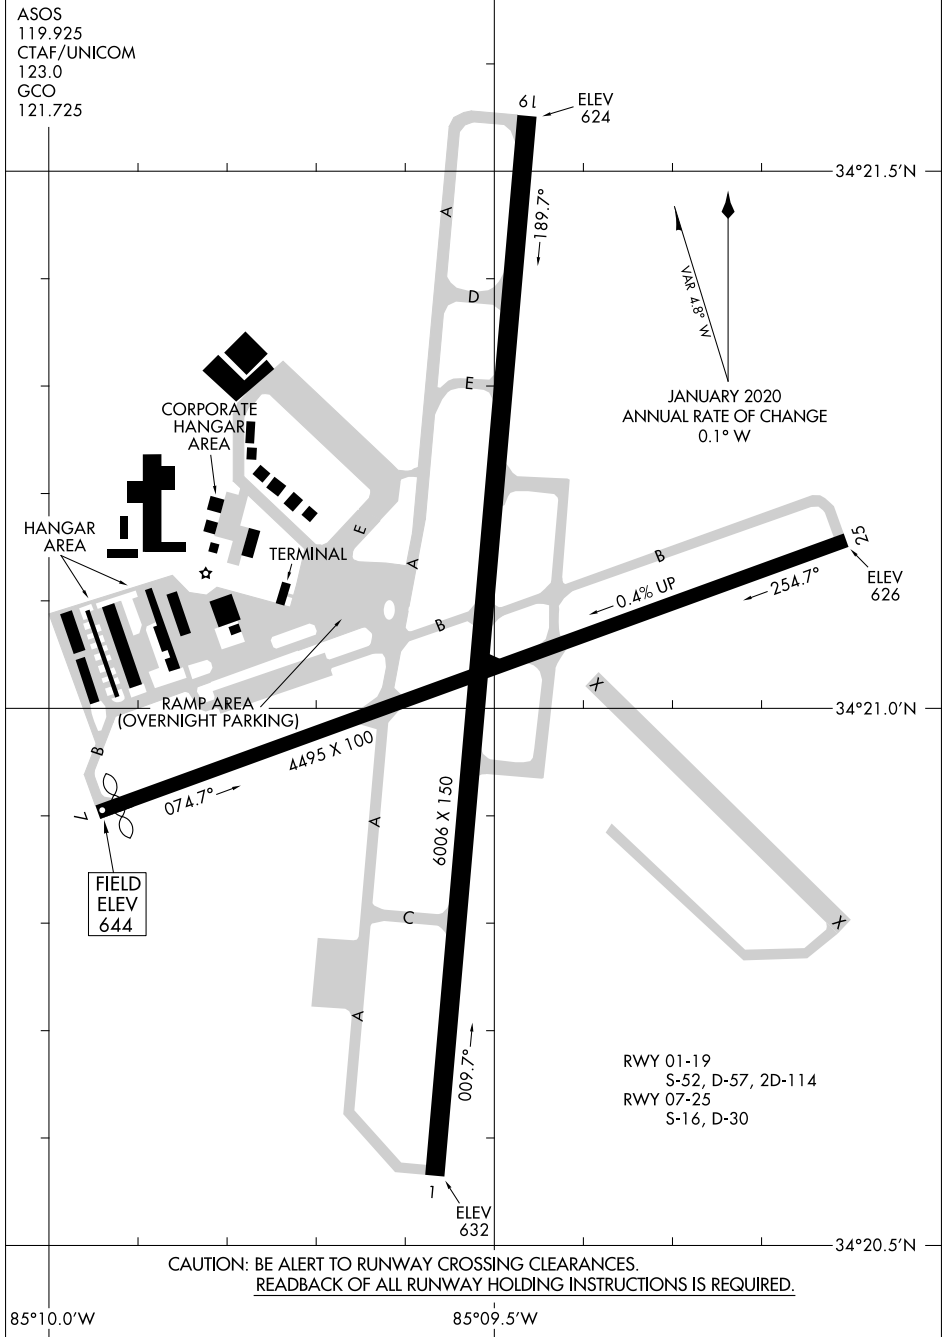 ASOS
119.925
CTAF/UNICOM
123.0
GCO
121.725
19
ELEV
624
34°21.5'N
A
189.7°
D
VAR 4.8° W
E
JANUARY 2020
ANNUAL RATE OF CHANGE
0.1° W
CORPORATE
HANGAR
AREA
HANGAR
AREA
E
TERMINAL
A
B
25
ELEV
626
0.4% UP
254.7°
B
X
RAMP AREA
(OVERNIGHT PARKING)
34°21.0'N
B
4495 X 100
074.7°
7
6006 X 150
A
FIELD
ELEV
644
C
X
A
009.7°
RWY 01-19
S-52, D-57, 2D-114
RWY 07-25
S-16, D-30
1
ELEV
632
34°20.5'N
CAUTION: BE ALERT TO RUNWAY CROSSING CLEARANCES.
READBACK OF ALL RUNWAY HOLDING INSTRUCTIONS IS REQUIRED.
85°10.0'W
85°09.5'W